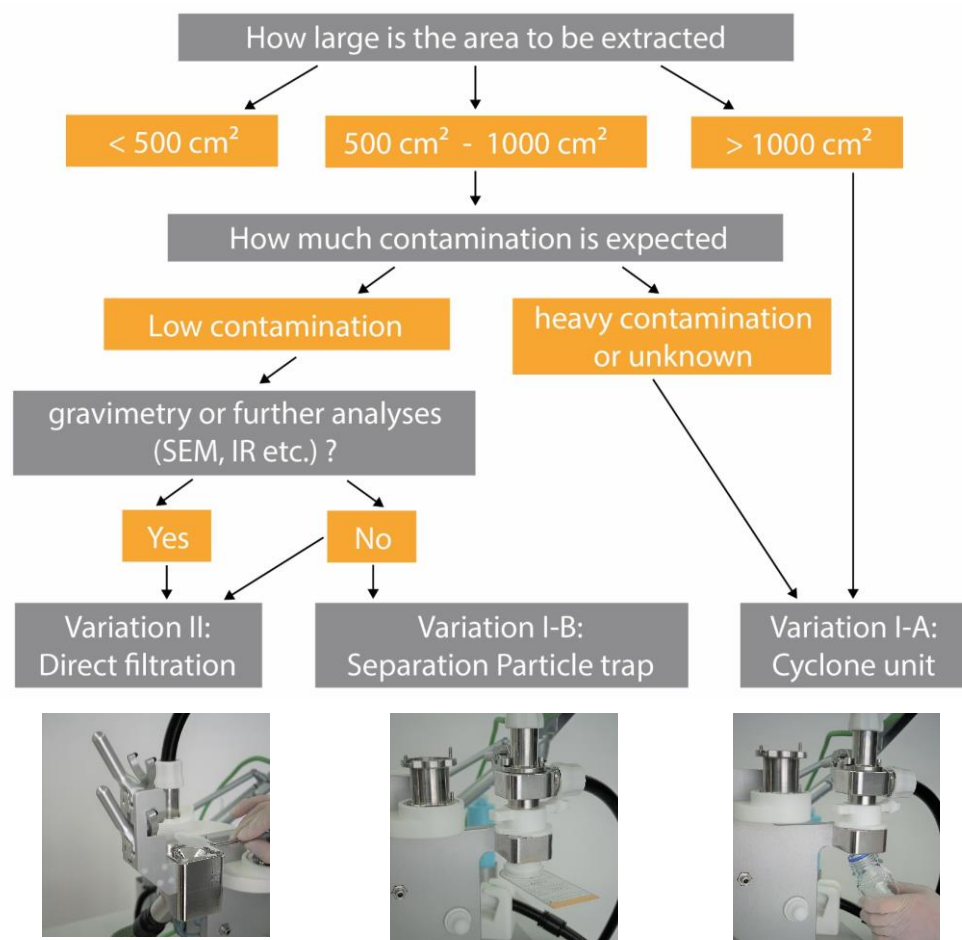 How large is the area to be extracted
< 500 cm²
500 cm² - 1000 cm²
> 1000 cm²
How much contamination is expected
Low contamination
heavy contamination
or unknown
gravimetry or further analyses
(SEM, IR etc.) ?
Yes
No
Variation II:
Direct filtration
Variation I-B:
Separation Particle trap
Variation I-A:
Cyclone unit